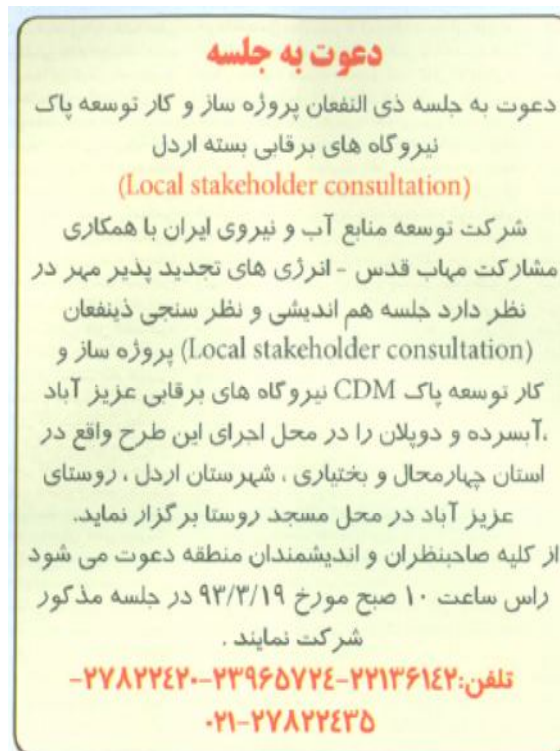 دعوت به جلسه
دعوت به جلسه ذی النفعان پروژه ساز و کار توسعه پاک
نیروگاه های برقابی بسته اردل
(Local stakeholder consultation)
شرکت توسعه منابع آب و نیروی ایران با همکاری
مشارکت مهاب قدس - انرژی های تجدید پذیر مهر در
نظر دارد جلسه هم اندیشی و نظر سنجی ذینفعان
(Local stakeholder consultation) پروژه ساز و
کار توسعه پاک CDM نیروگاه های برقابی عزیز آباد
،آبسرده و دوپلان را در محل اجرای این طرح واقع در
استان چهارمحال و بختیاری ، شهرستان اردل ، روستای
عزیز آباد در محل مسجد روستا برگزار نماید.
از کلیه صاحبنظران و اندیشمندان منطقه دعوت می شود
راس ساعت ۱۰ صبح مورخ ۹۳/۳/۱۹ در جلسه مذکور
شرکت نمایند .
تلفن:۲۲۱۳۶۱۴۲-۲۳۹۶۵۷۲۴-۲۷۸۲۲۴۲۰-
۰۲۱-۲۷۸۲۲۴۳۵